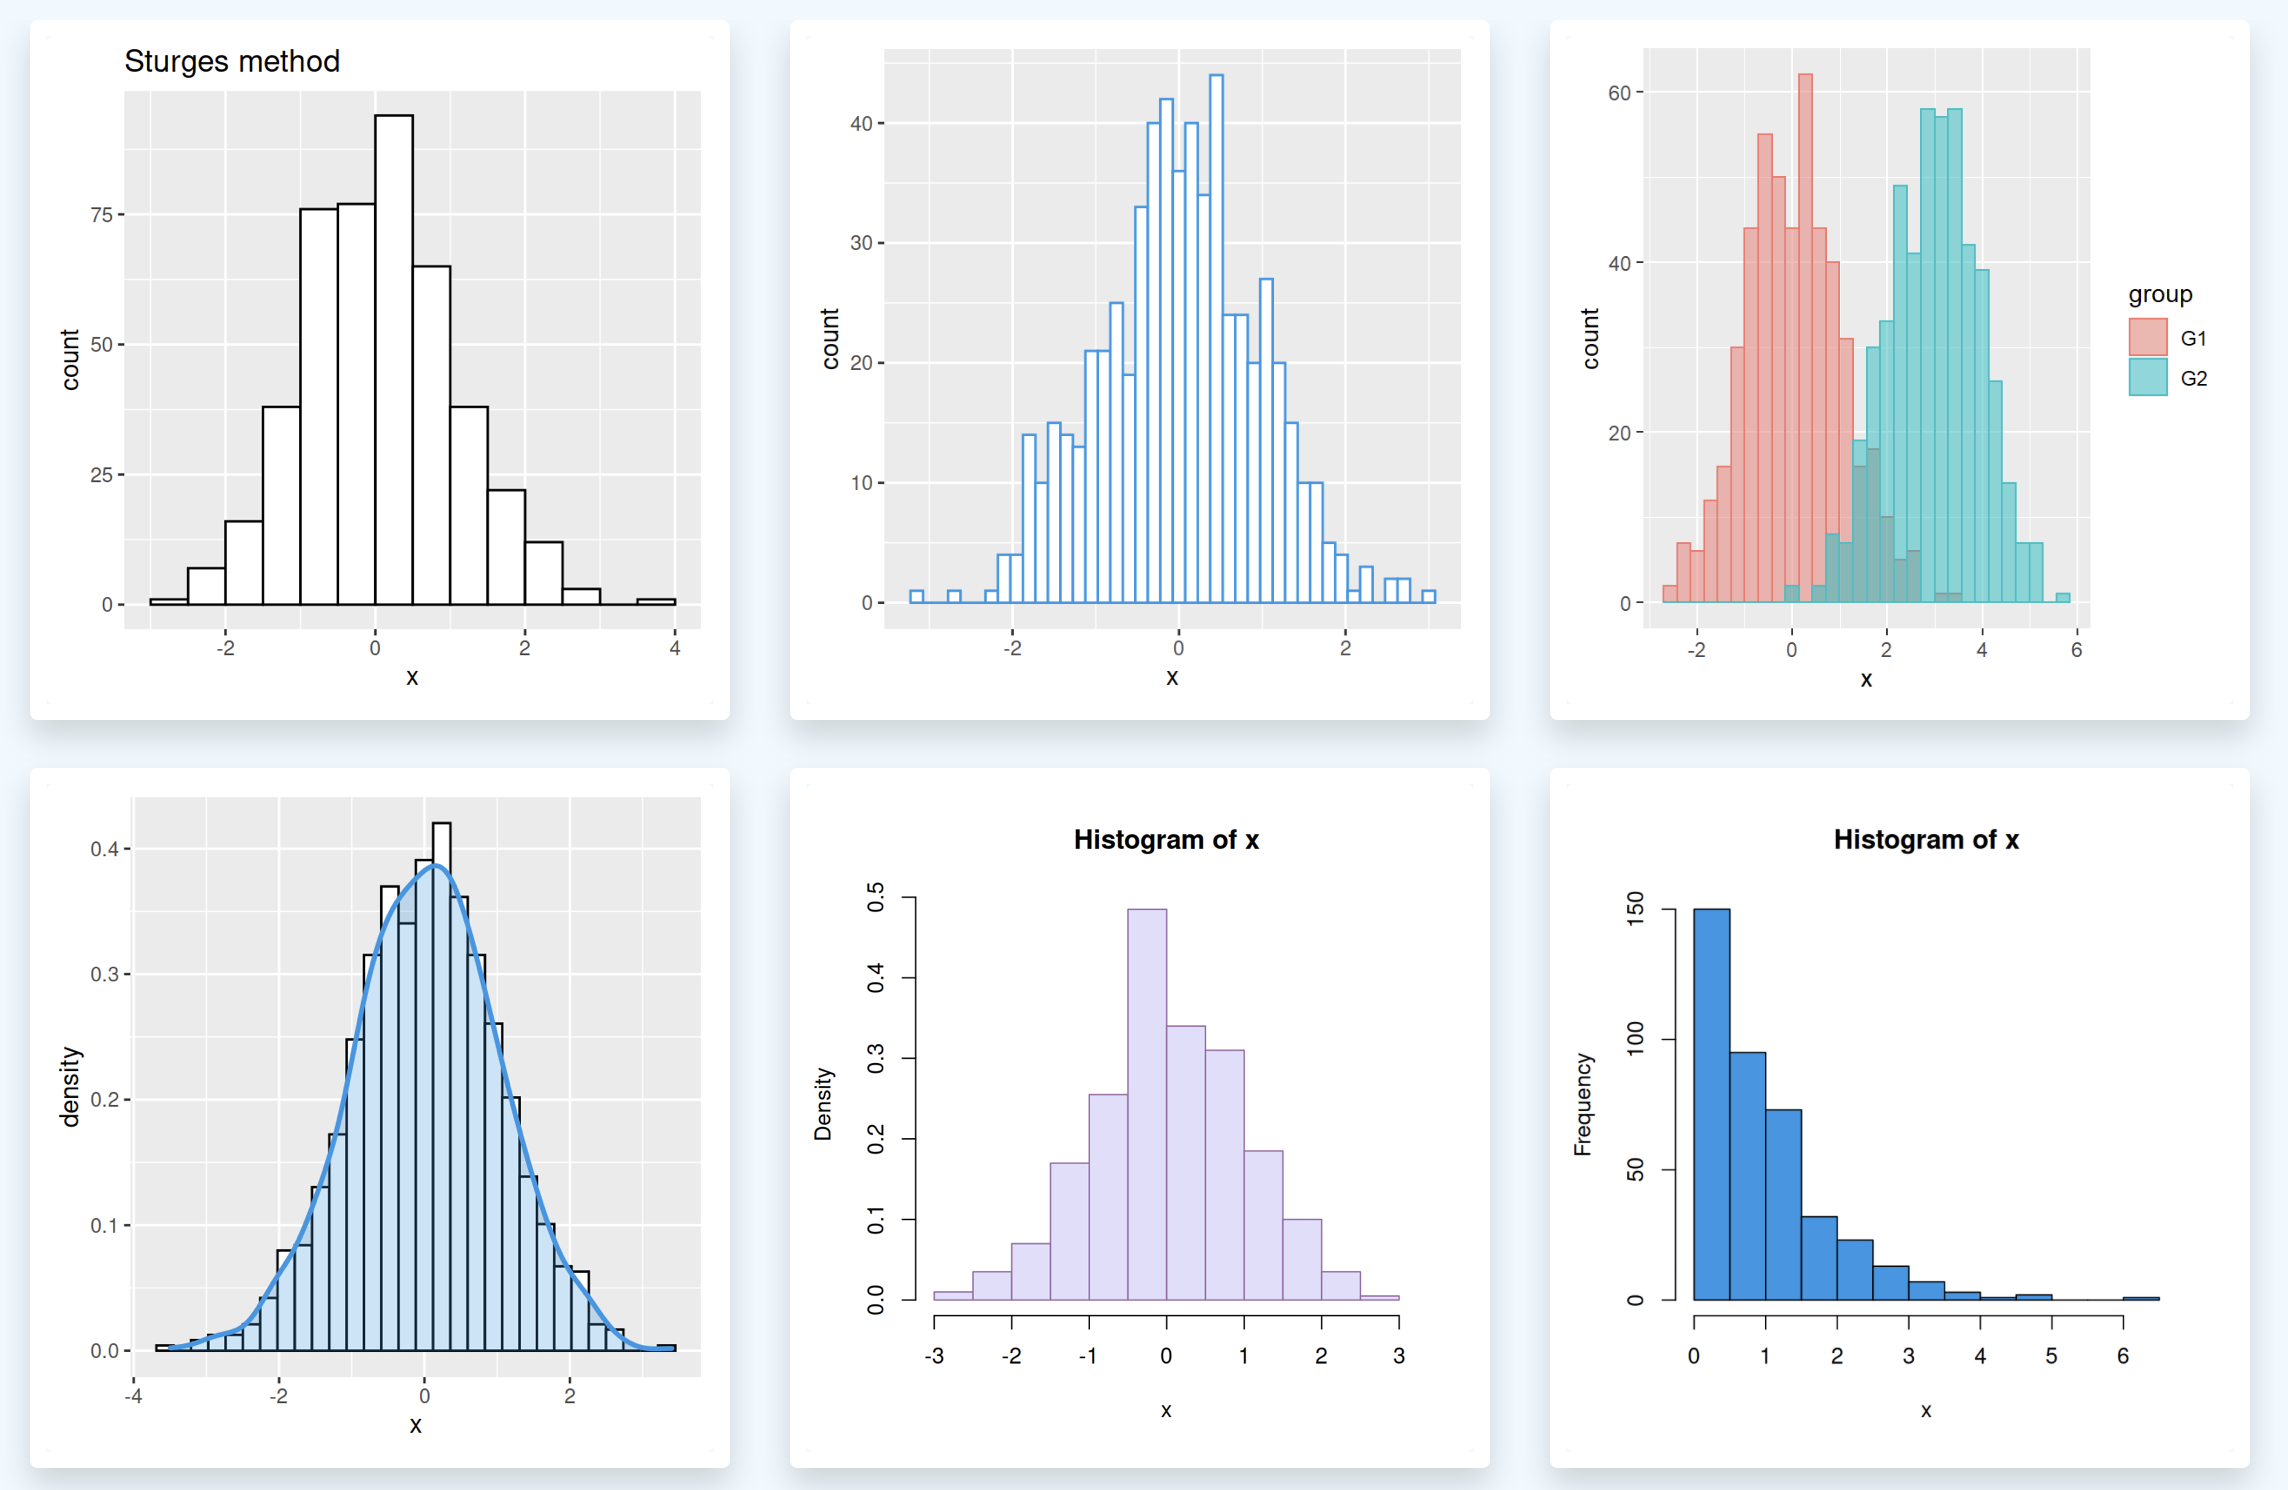 Sturges method
75
50
25
0
count
-2 0 2 4
x
40
30
20
10
0
count
-2 0 2
x
60
40
20
0
count
-2 0 2 4 6
x
group
G1
G2
0.4
0.3
0.2
0.1
0.0
density
-4 -2 0 2
x
Histogram of x
0.5
0.4
0.3
0.2
0.1
0.0
Density
-3 -2 -1 0 1 2 3
x
Histogram of x
150
100
50
0
Frequency
0 1 2 3 4 5 6
x